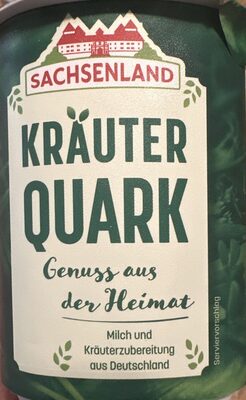 SACHSENLAND
KRÄUTER
QUARK
Genuss aus
der Heimat
Milch und
Kräuterzubereitung
aus Deutschland
Serviervorschlag